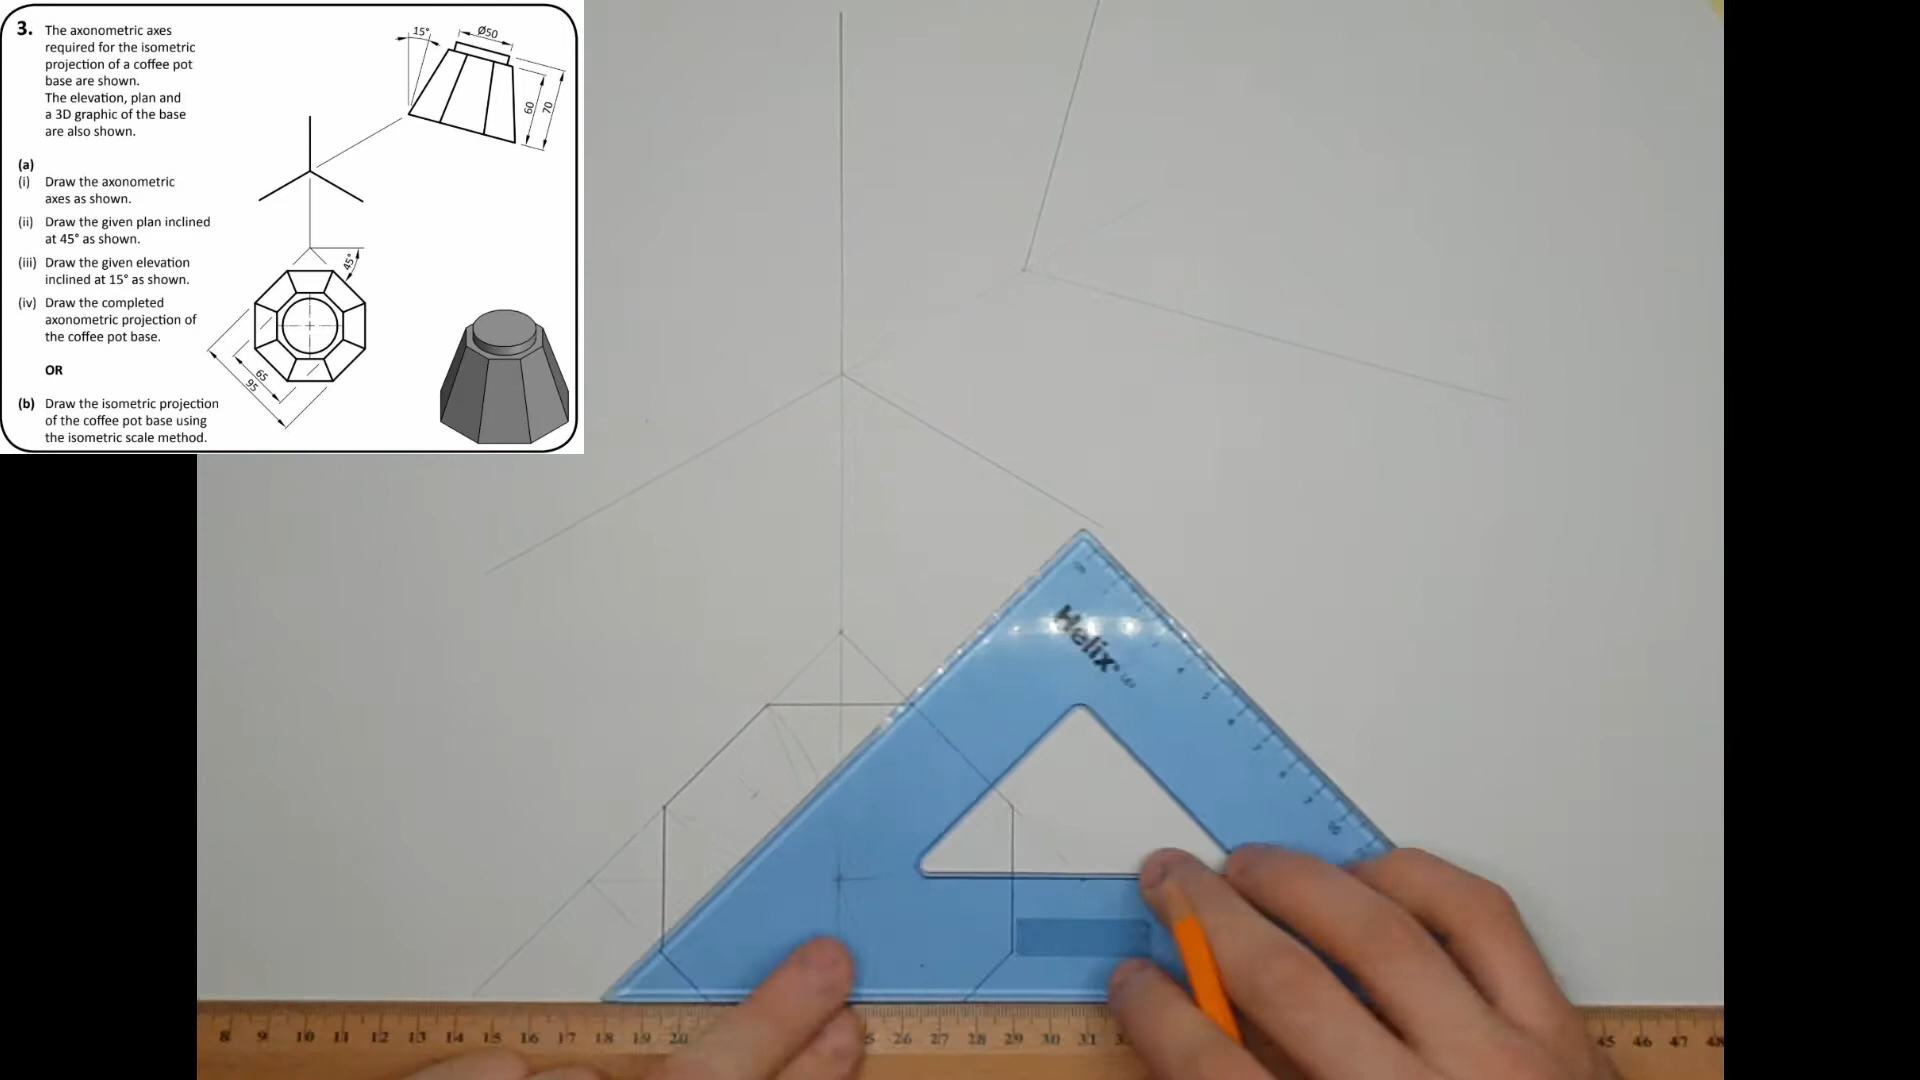 3. The axonometric axes
required for the isometric
projection of a coffee pot
base are shown.
The elevation, plan and
a 3D graphic of the base
are also shown.
(a)
(i) Draw the axonometric
axes as shown.
(ii) Draw the given plan inclined
at 45° as shown.
(iii) Draw the given elevation
inclined at 15° as shown.
(iv) Draw the completed
axonometric projection of
the coffee pot base.
OR
(b) Draw the isometric projection
of the coffee pot base using
the isometric scale method.
15°
Ø50
60
70
45°
65
95
Helix
8 9 10 11 12 13 14 15 16 17 18 19 20 26 27 28 29 30 31 45 46 47 48